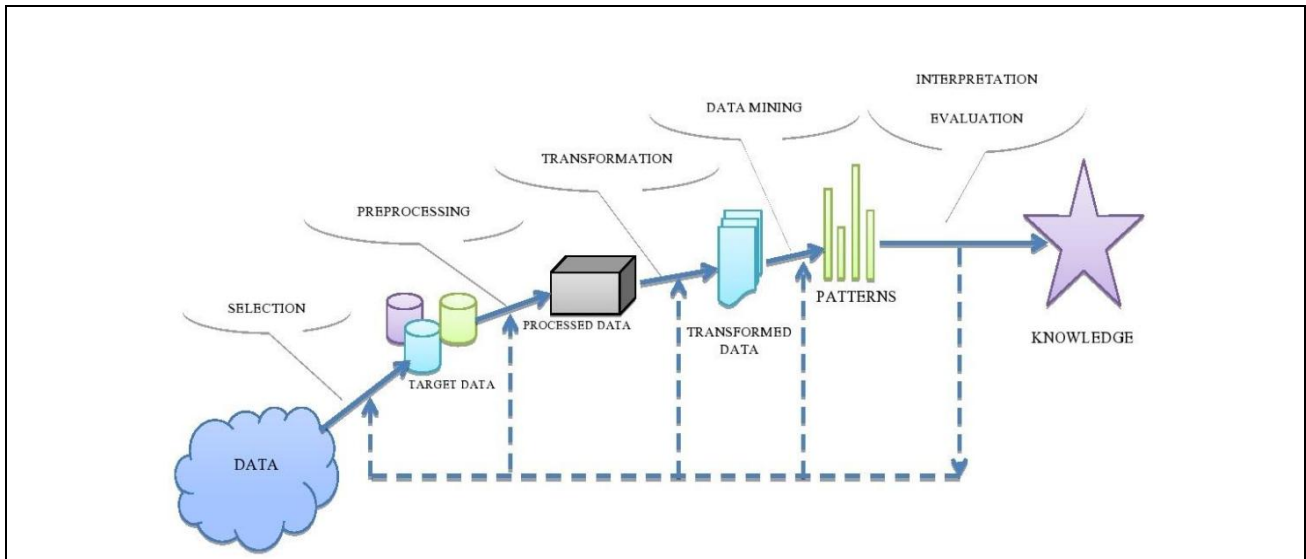 INTERPRETATION
EVALUATION
DATA MINING
TRANSFORMATION
PREPROCESSING
SELECTION
PATTERNS
PROCESSED DATA
TRANSFORMED
DATA
KNOWLEDGE
TARGET DATA
DATA